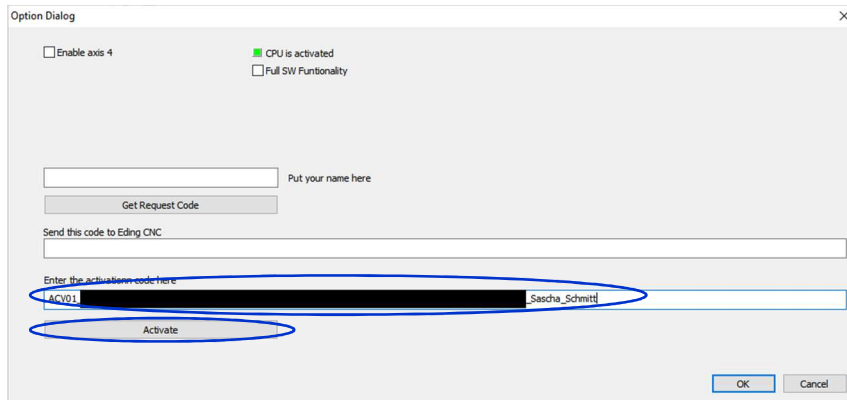 Option Dialog
Enable axis 4
CPU is activated
Full SW Funtionality
Put your name here
Get Request Code
Send this code to Eding CNC
Enter the activationn code here
ACV01_ _Sascha_Schmitt
Activate
OK Cancel